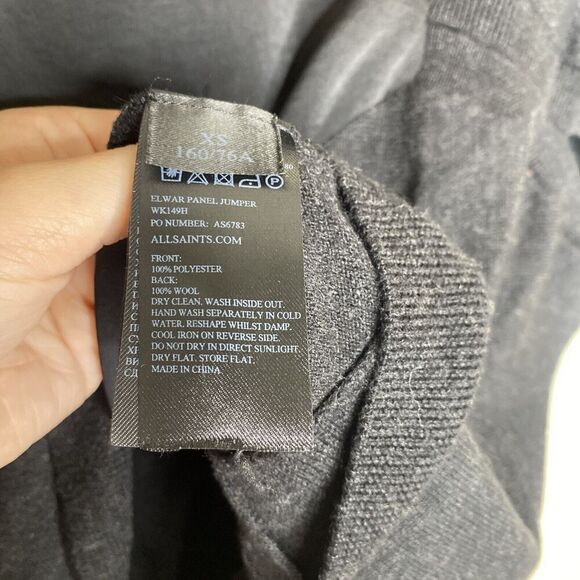 XS
160/76A
ELWAR PANEL JUMPER
WK149H
PO NUMBER: AS6783
ALLSAINTS.COM
FRONT:
100% POLYESTER
BACK:
100% WOOL
DRY CLEAN. WASH INSIDE OUT.
HAND WASH SEPARATELY IN COLD
WATER. RESHAPE WHILST DAMP.
COOL IRON ON REVERSE SIDE.
DO NOT DRY IN DIRECT SUNLIGHT.
DRY FLAT. STORE FLAT.
MADE IN CHINA